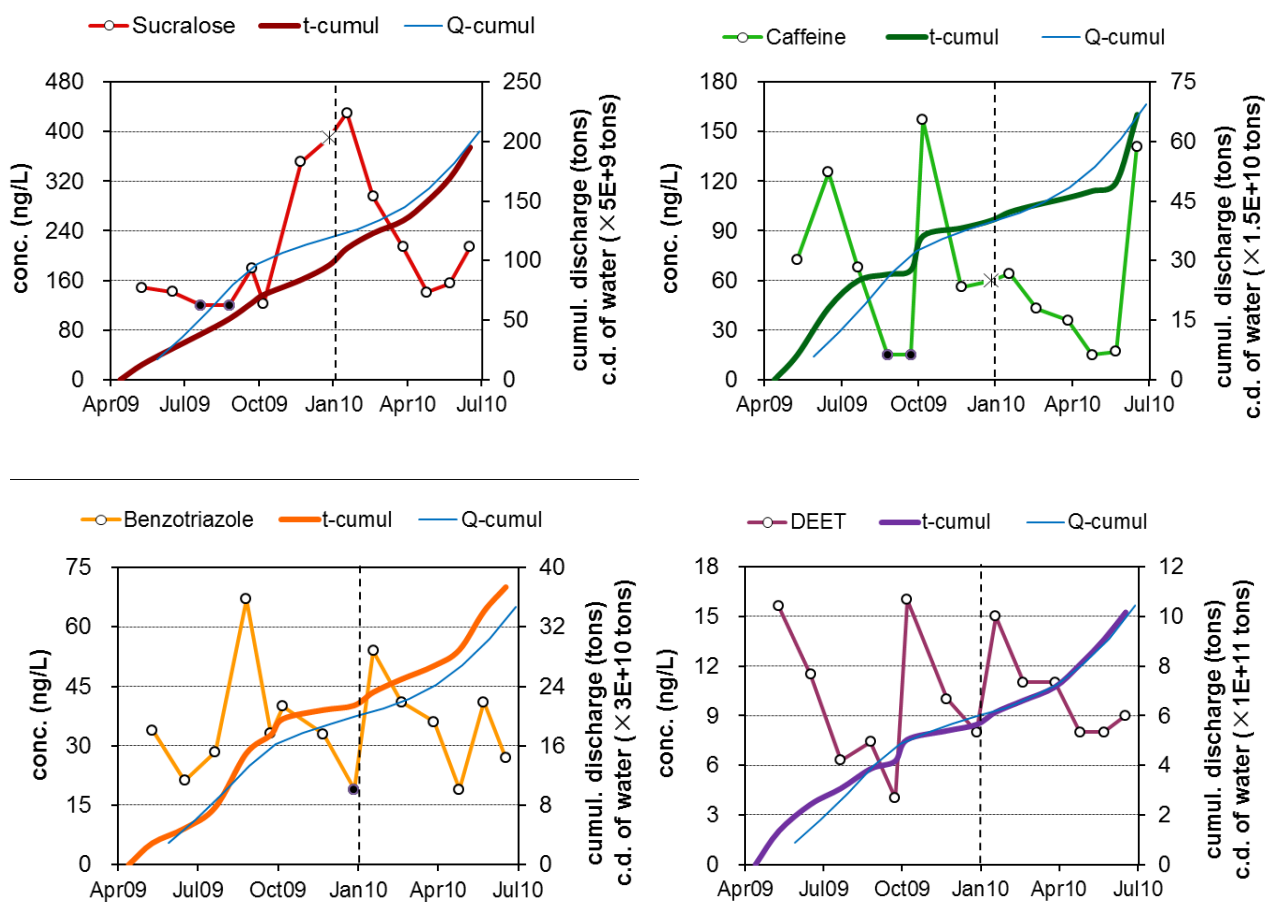 Sucralose t-cumul Q-cumul
480
400
320
240
160
80
0
conc. (ng/L)
250
200
150
100
50
0
cumul. discharge (tons)
c.d. of water (×5E+9 tons)
Apr09 Jul09 Oct09 Jan10 Apr10 Jul10
Caffeine t-cumul Q-cumul
180
150
120
90
60
30
0
conc. (ng/L)
75
60
45
30
15
0
cumul. discharge (tons)
c.d. of water (×1.5E+10 tons)
Apr09 Jul09 Oct09 Jan10 Apr10 Jul10
Benzotriazole t-cumul Q-cumul
75
60
45
30
15
0
conc. (ng/L)
40
32
24
16
8
0
cumul. discharge (tons)
c.d. of water (×3E+10 tons)
Apr09 Jul09 Oct09 Jan10 Apr10 Jul10
DEET t-cumul Q-cumul
18
15
12
9
6
3
0
conc. (ng/L)
12
10
8
6
4
2
0
cumul. discharge (tons)
c.d. of water (×1E+11 tons)
Apr09 Jul09 Oct09 Jan10 Apr10 Jul10